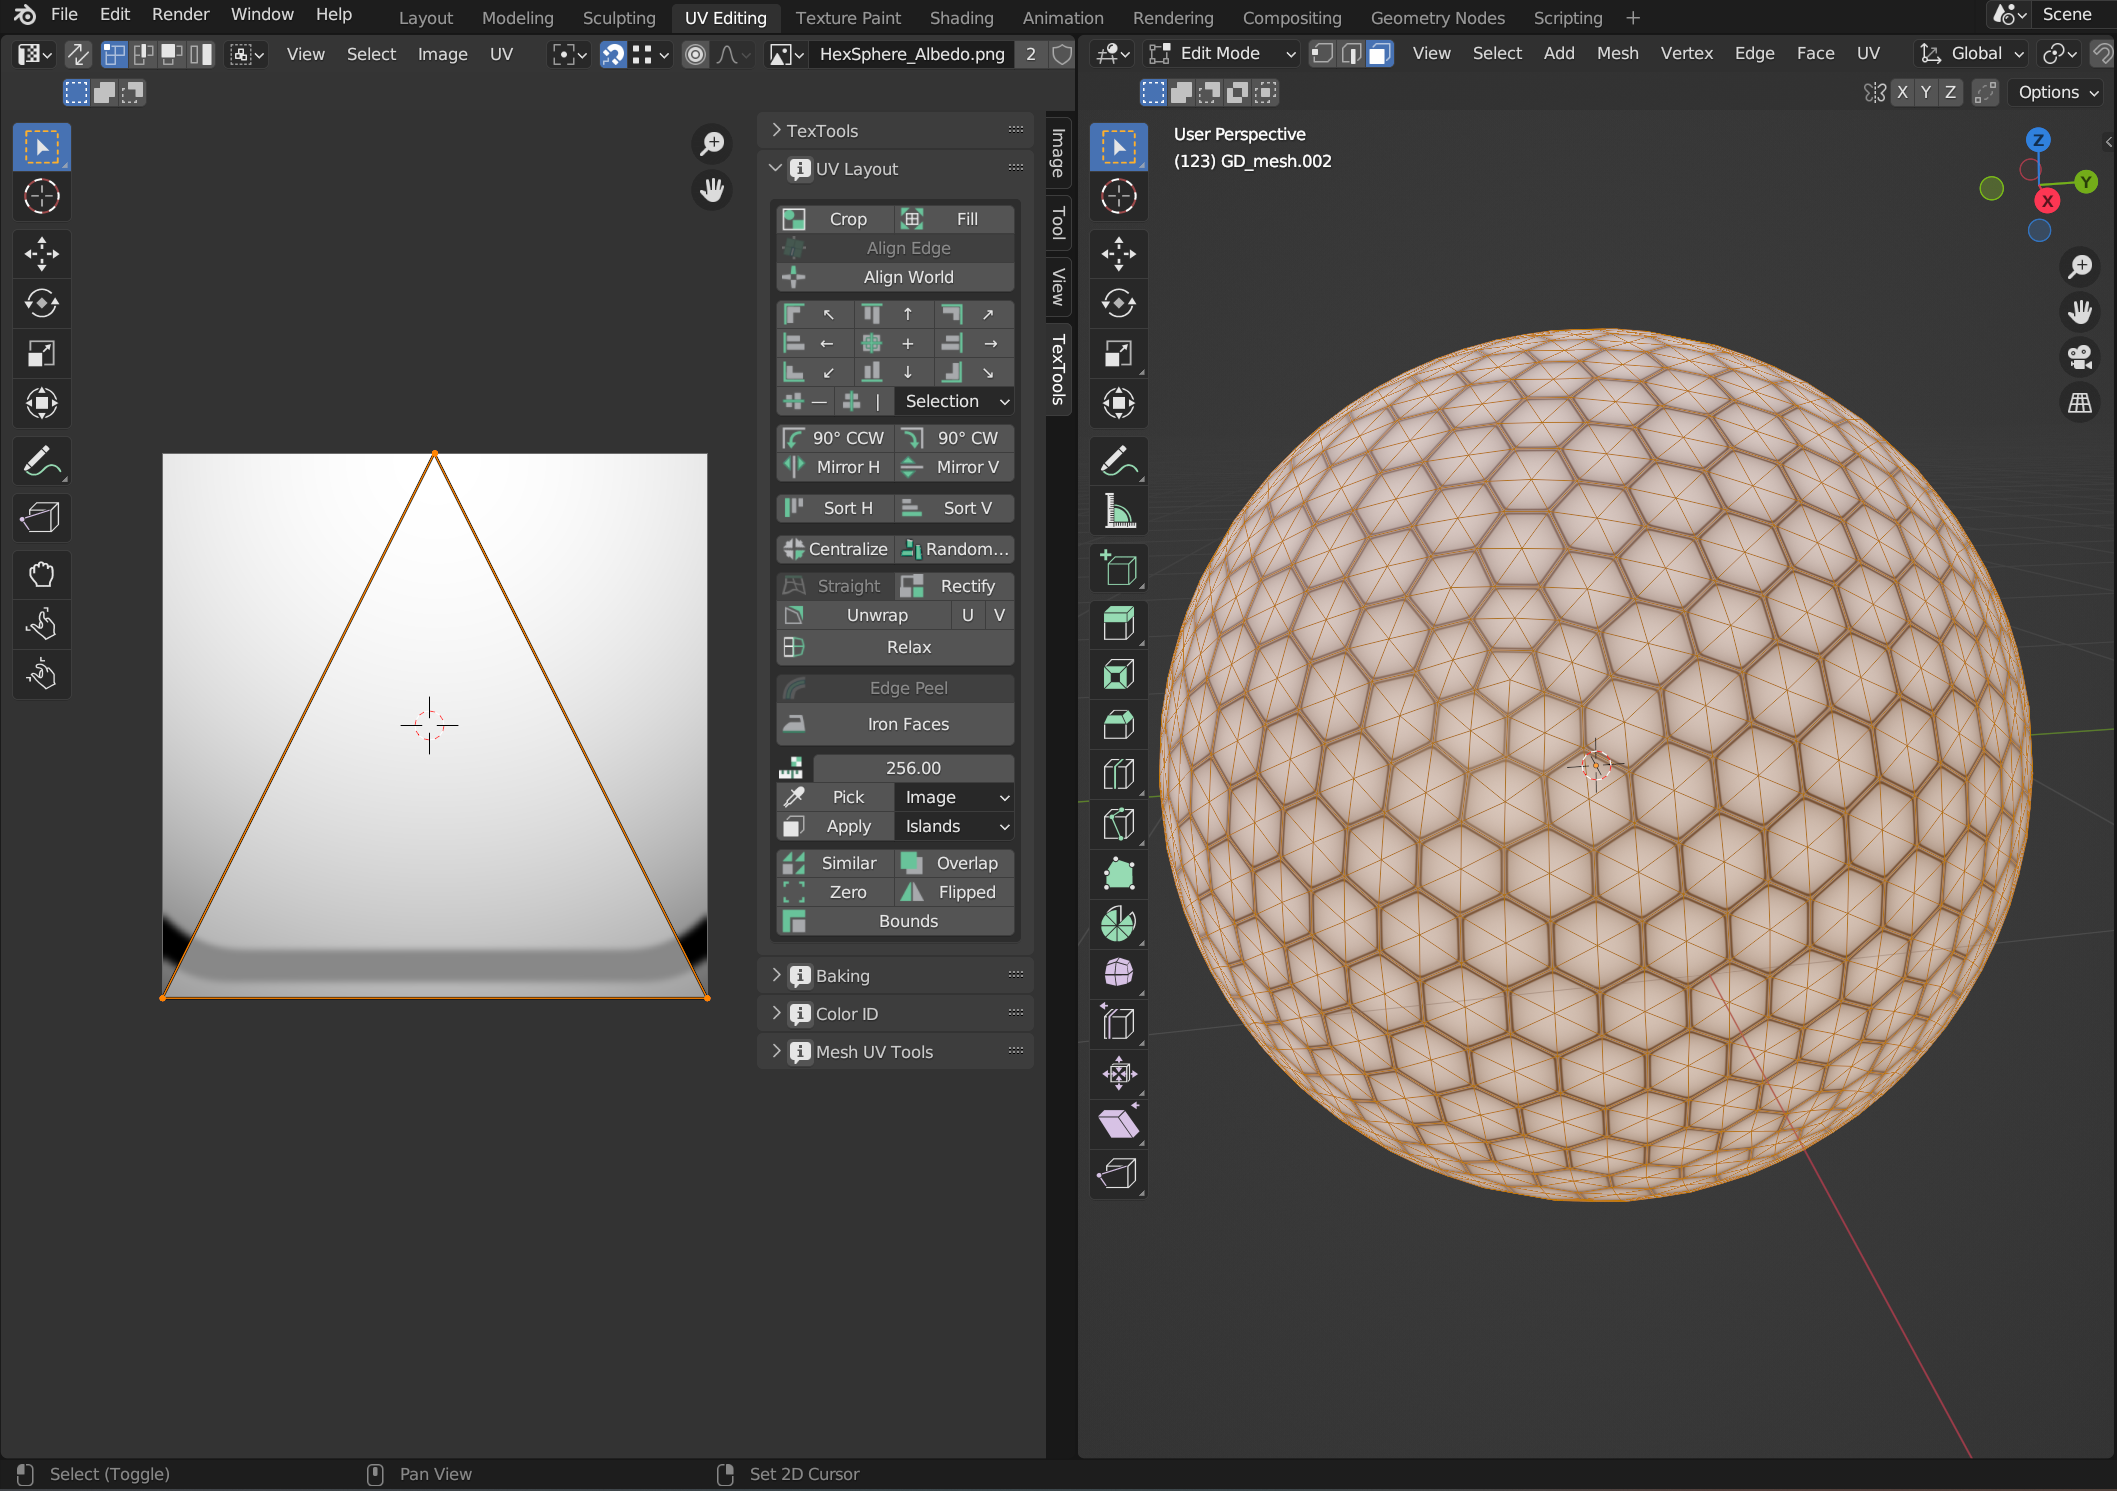 File Edit Render Window Help Layout Modeling Sculpting UV Editing Texture Paint Shading Animation Rendering Compositing Geometry Nodes Scripting + Scene
View Select Image UV HexSphere_Albedo.png 2
Edit Mode View Select Add Mesh Vertex Edge Face UV Global
X Y Z Options
TexTools
UV Layout
Crop Fill
Align Edge
Align World
↖ ↑ ↗
← + →
↙ ↓ ↘
— | Selection
90° CCW 90° CW
Mirror H Mirror V
Sort H Sort V
Centralize Random...
Straight Rectify
Unwrap U V
Relax
Edge Peel
Iron Faces
256.00
Pick Image
Apply Islands
Similar Overlap
Zero Flipped
Bounds
Baking
Color ID
Mesh UV Tools
Image
Tool
View
TexTools
User Perspective
(123) GD_mesh.002
Z
Y
X
Select (Toggle) Pan View Set 2D Cursor